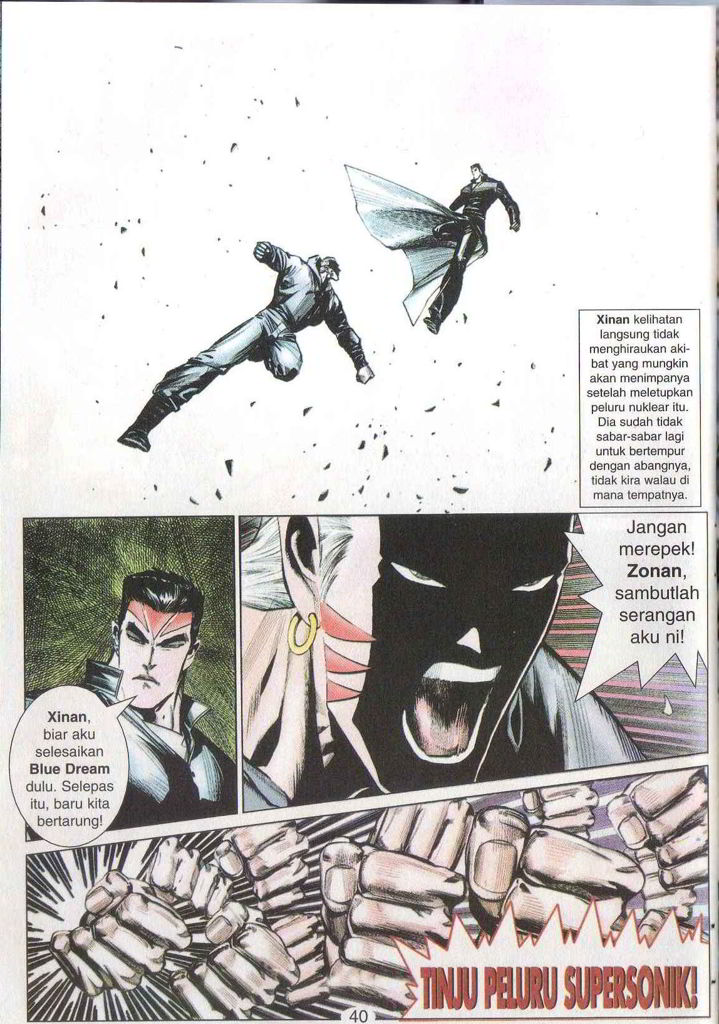 Xinan kelihatan
langsung tidak
menghiraukan aki-
bat yang mungkin
akan menimpanya
setelah meletupkan
peluru nuklear itu.
Dia sudah tidak
sabar-sabar lagi
untuk bertempur
dengan abangnya,
tidak kira walau di
mana tempatnya.
Xinan,
biar aku
selesaikan
Blue Dream
dulu. Selepas
itu, baru kita
bertarung!
Jangan
merepek!
Zonan,
sambutlah
serangan
aku ni!
TINJU PELURU SUPERSONIK!
40